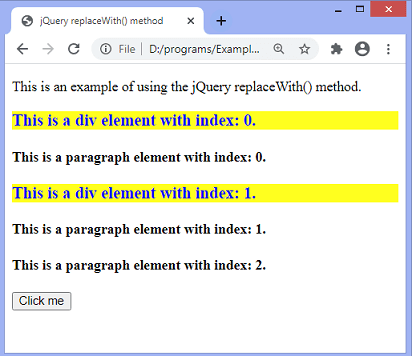 jQuery replaceWith() method
File | D:/programs/Exampl...
This is an example of using the jQuery replaceWith() method.
This is a div element with index: 0.
This is a paragraph element with index: 0.
This is a div element with index: 1.
This is a paragraph element with index: 1.
This is a paragraph element with index: 2.
Click me